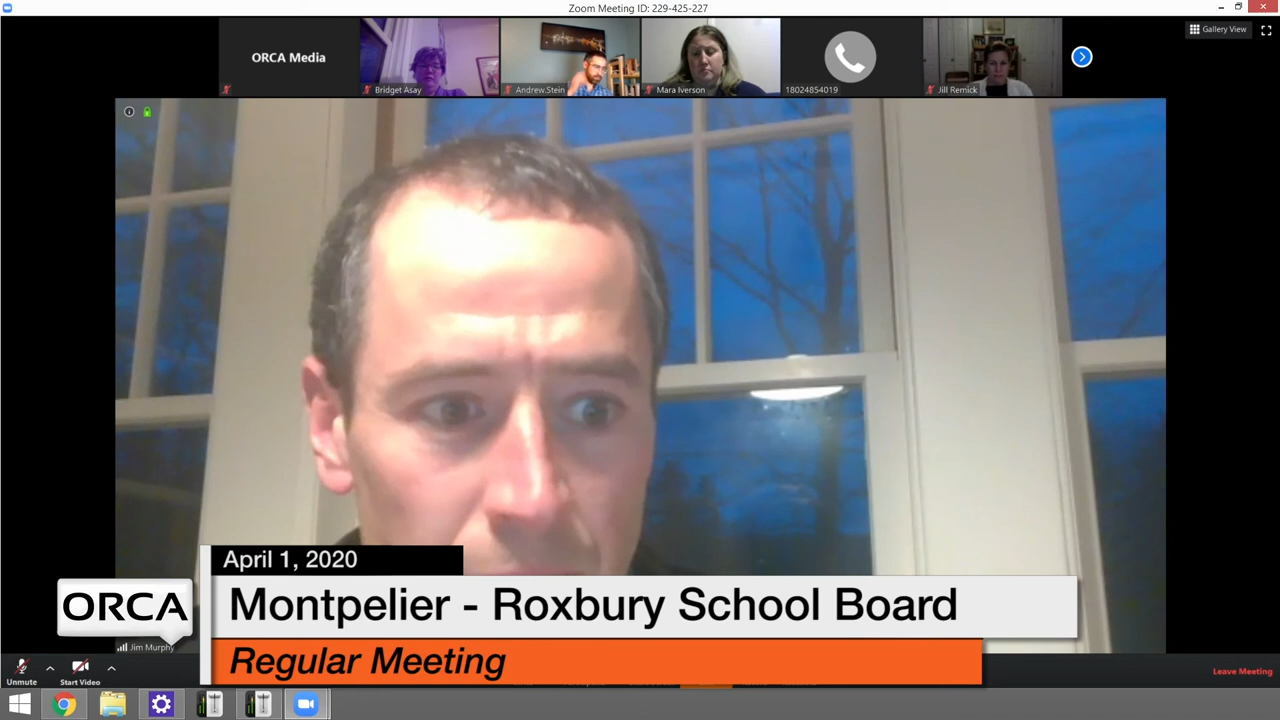 Zoom Meeting ID: 229-425-227
Gallery View
ORCA Media
Bridget Asay
Andrew.Stein
Mara Iverson
18024854019
Jill Remick
April 1, 2020
ORCA
Montpelier - Roxbury School Board
Jim Murphy
Regular Meeting
Unmute
Start Video
Leave Meeting